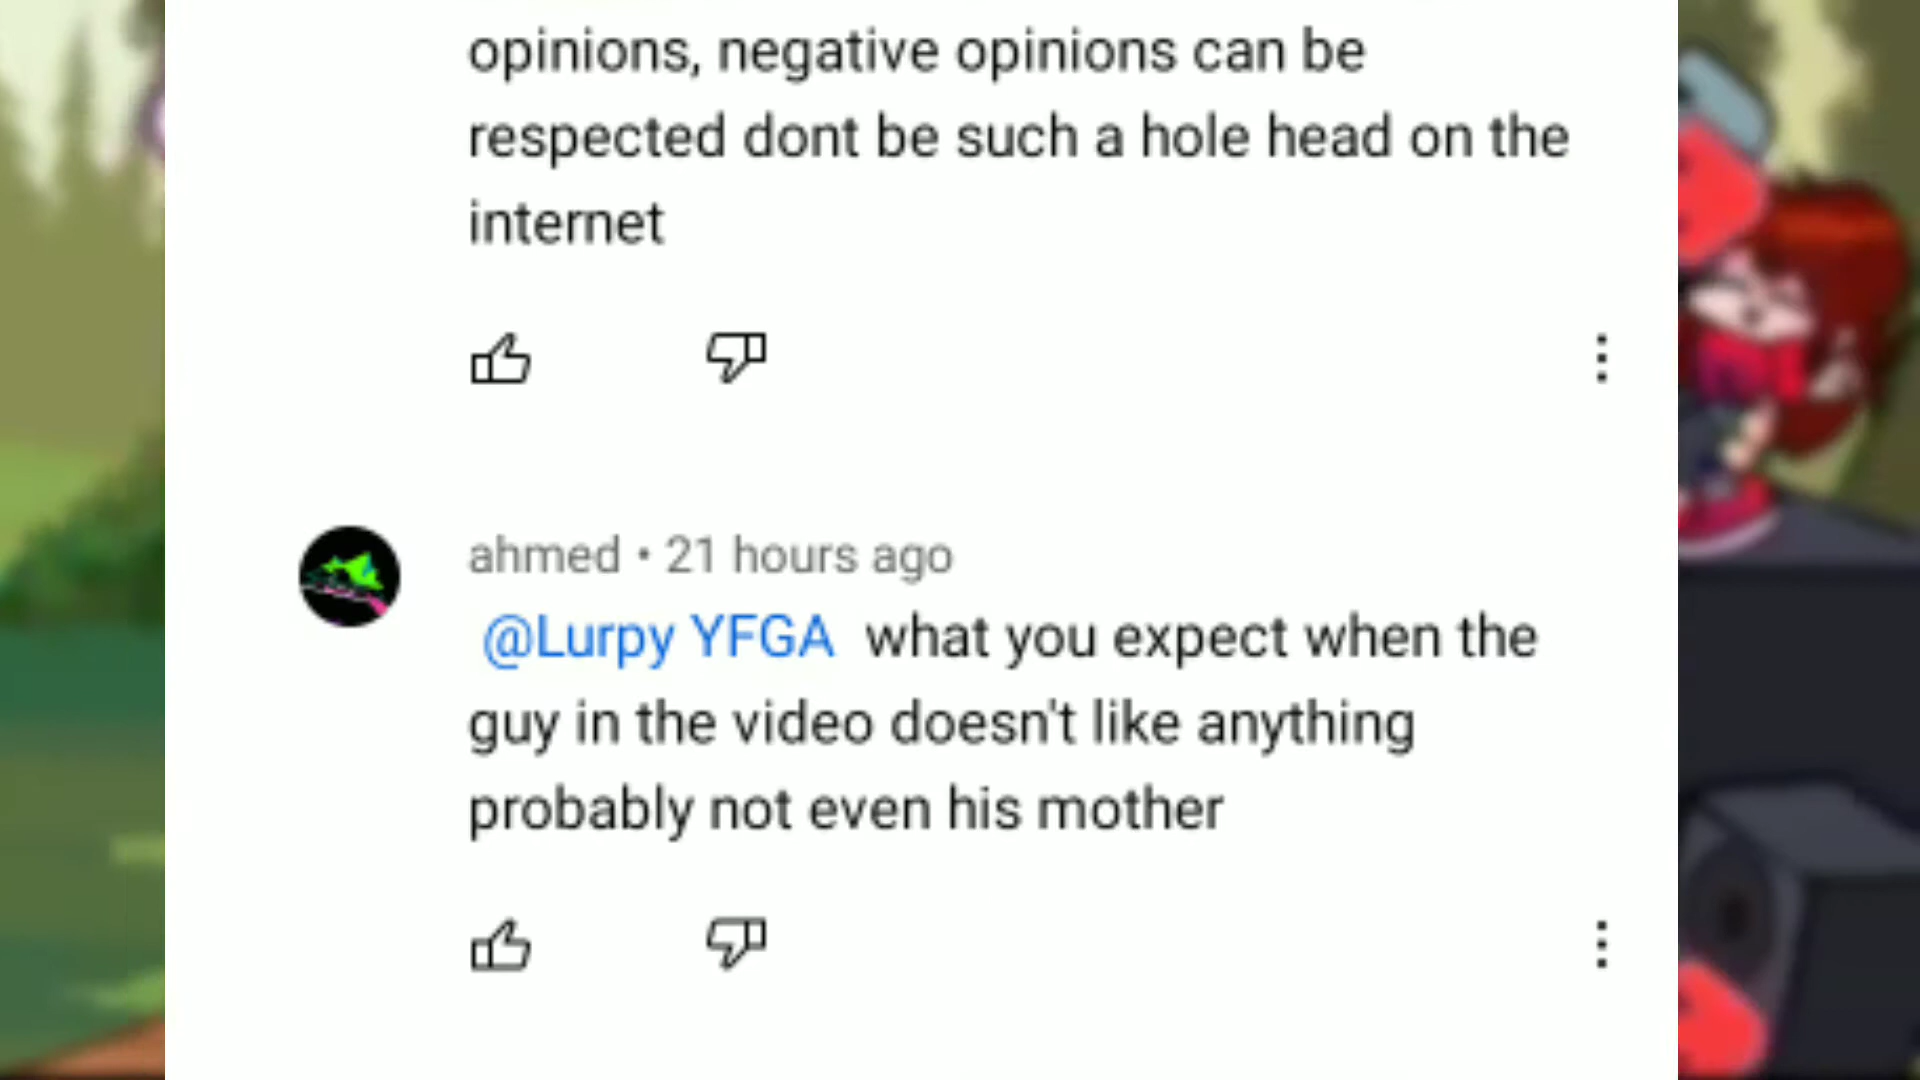 opinions, negative opinions can be
respected dont be such a hole head on the
internet
ahmed • 21 hours ago
@Lurpy YFGA what you expect when the
guy in the video doesn't like anything
probably not even his mother